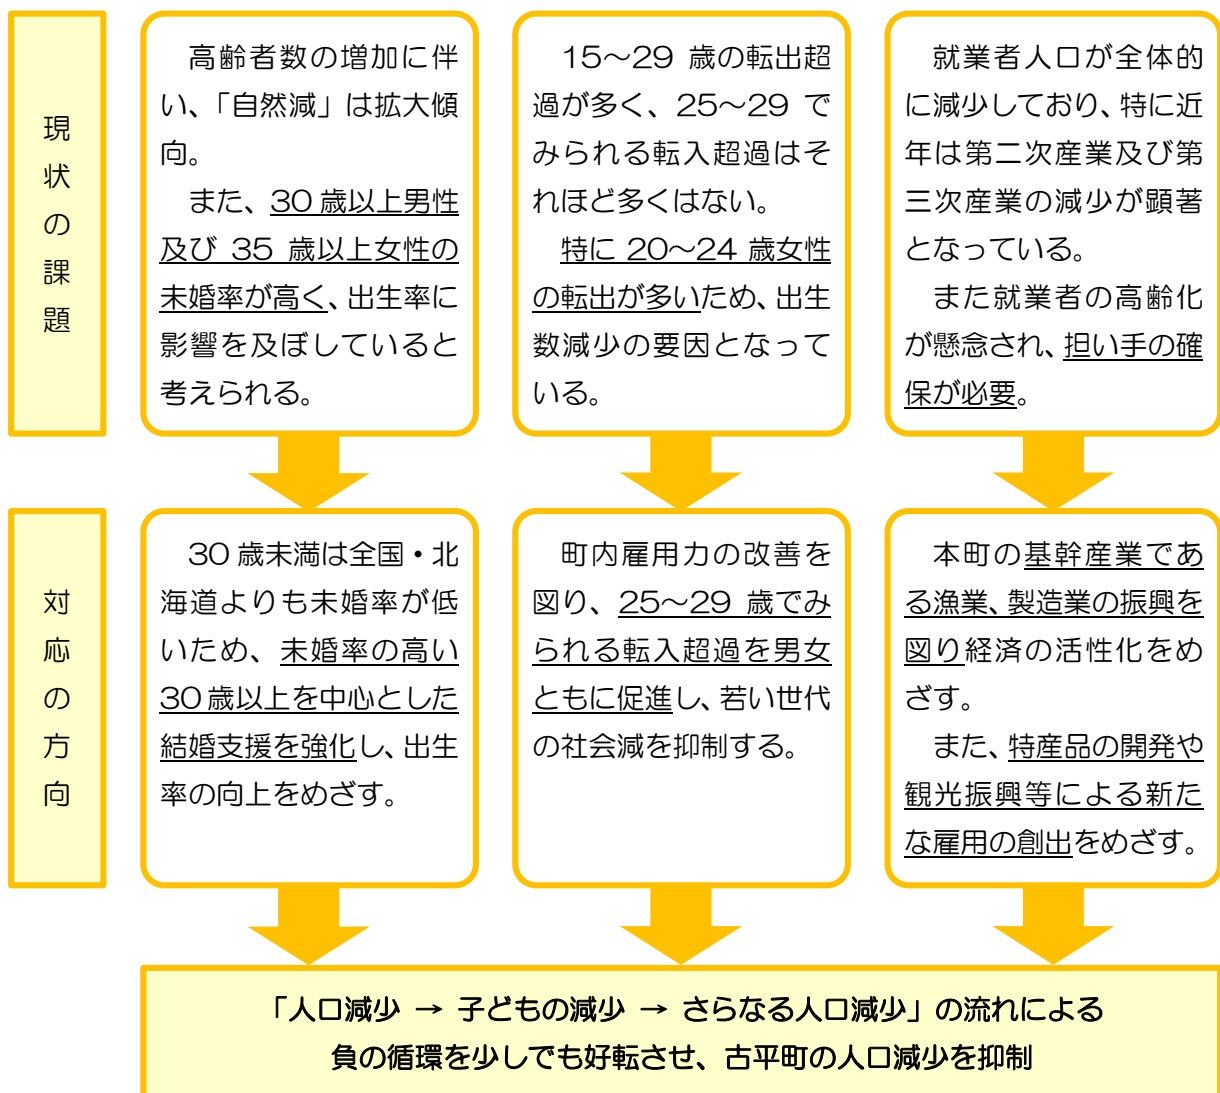 現状の課題
高齢者数の増加に伴
い、「自然減」は拡大傾
向。
また、30歳以上男性
及び 35 歳以上女性の
未婚率が高く、出生率に
影響を及ぼしていると
考えられる。
15～29 歳の転出超
過が多く、25～29 で
みられる転入超過はそ
れほど多くはない。
特に 20～24 歳女性
の転出が多いため、出生
数減少の要因となって
いる。
就業者人口が全体的
に減少しており、特に近
年は第二次産業及び第
三次産業の減少が顕著
となっている。
また就業者の高齢化
が懸念され、担い手の確
保が必要。
対応の方向
30歳未満は全国・北
海道よりも未婚率が低
いため、未婚率の高い
30歳以上を中心とした
結婚支援を強化し、出生
率の向上をめざす。
町内雇用力の改善を
図り、25～29 歳でみ
られる転入超過を男女
ともに促進し、若い世代
の社会減を抑制する。
本町の基幹産業であ
る漁業、製造業の振興を
図り経済の活性化をめ
ざす。
また、特産品の開発や
観光振興等による新た
な雇用の創出をめざす。
「人口減少 → 子どもの減少 → さらなる人口減少」の流れによる
負の循環を少しでも好転させ、古平町の人口減少を抑制